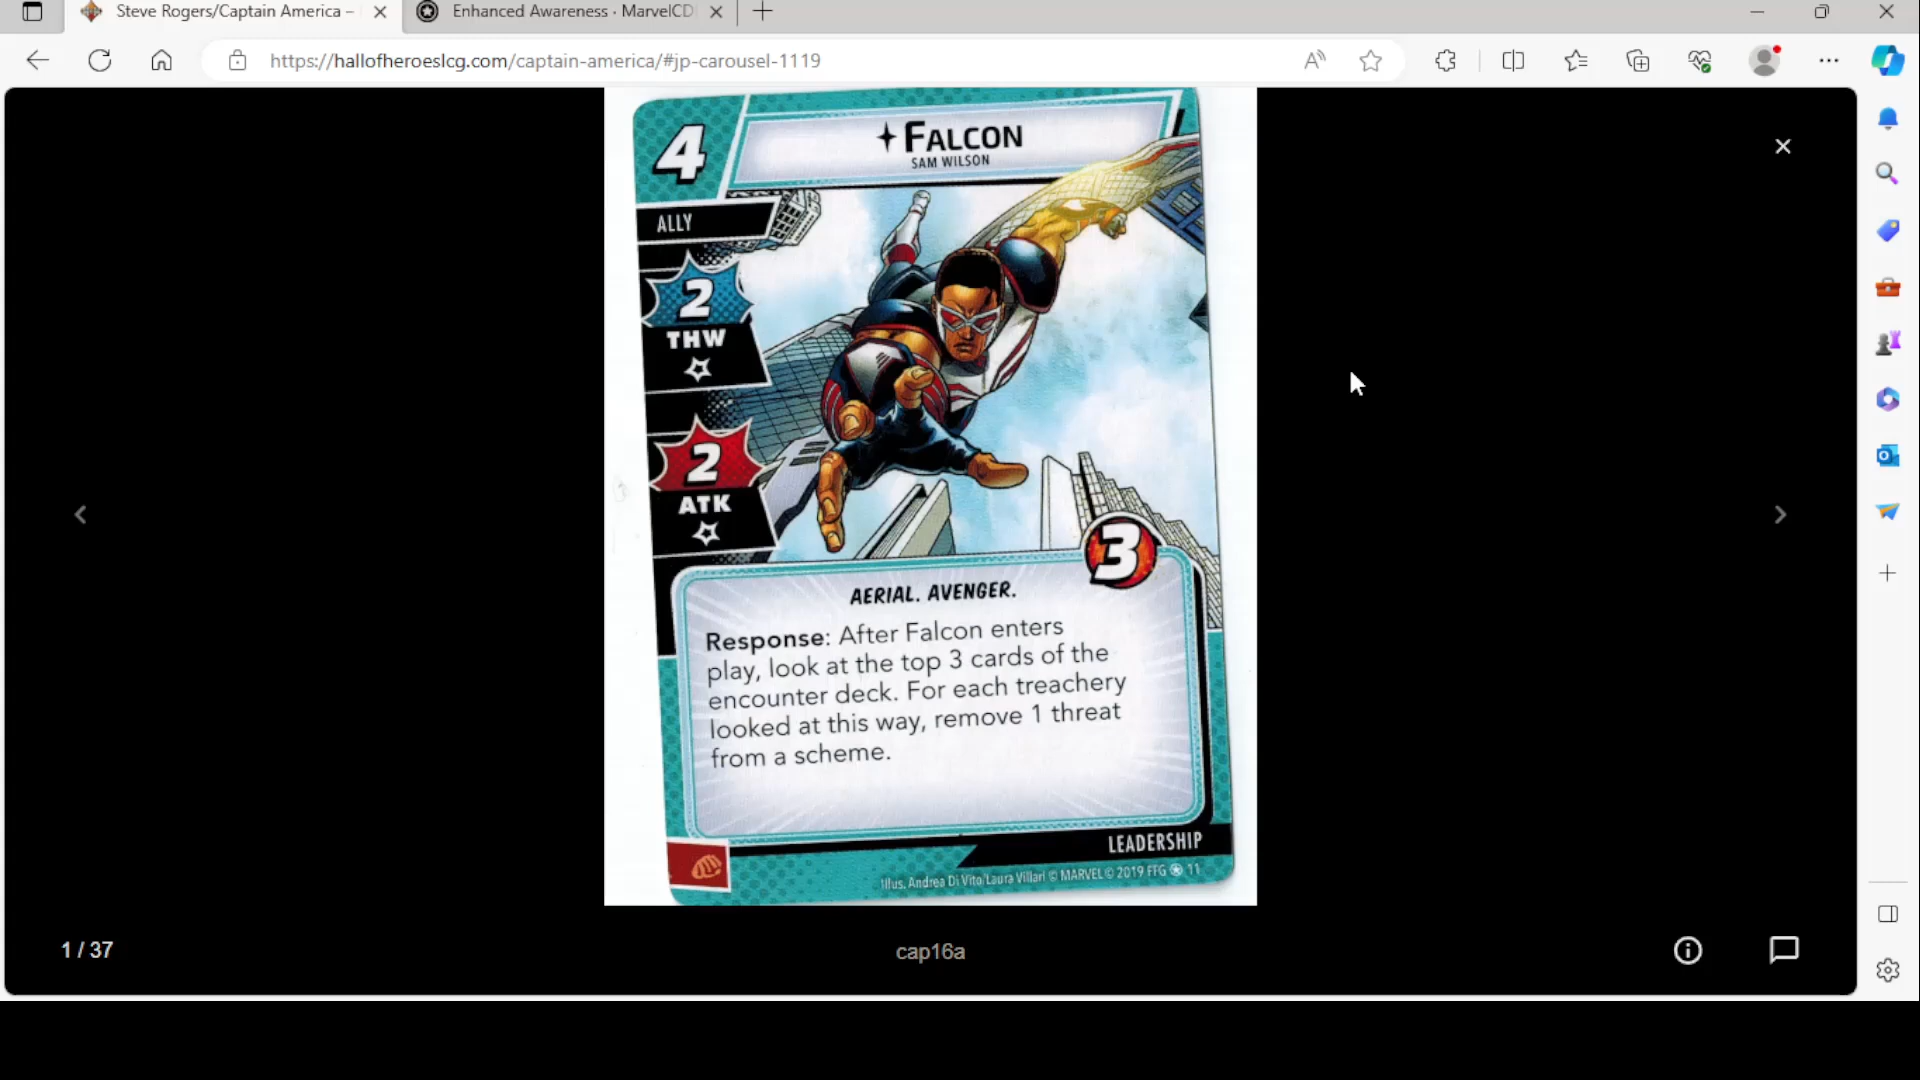 Steve Rogers/Captain America –
Enhanced Awareness · MarvelCD
https://hallofheroeslcg.com/captain-america/#jp-carousel-1119
4
FALCON
SAM WILSON
ALLY
2
THW
2
ATK
3
AERIAL. AVENGER.
Response: After Falcon enters
play, look at the top 3 cards of the
encounter deck. For each treachery
looked at this way, remove 1 threat
from a scheme.
LEADERSHIP
Illus. Andrea Di Vito/Laura Villari © MARVEL © 2019 FFG 11
1 / 37
cap16a